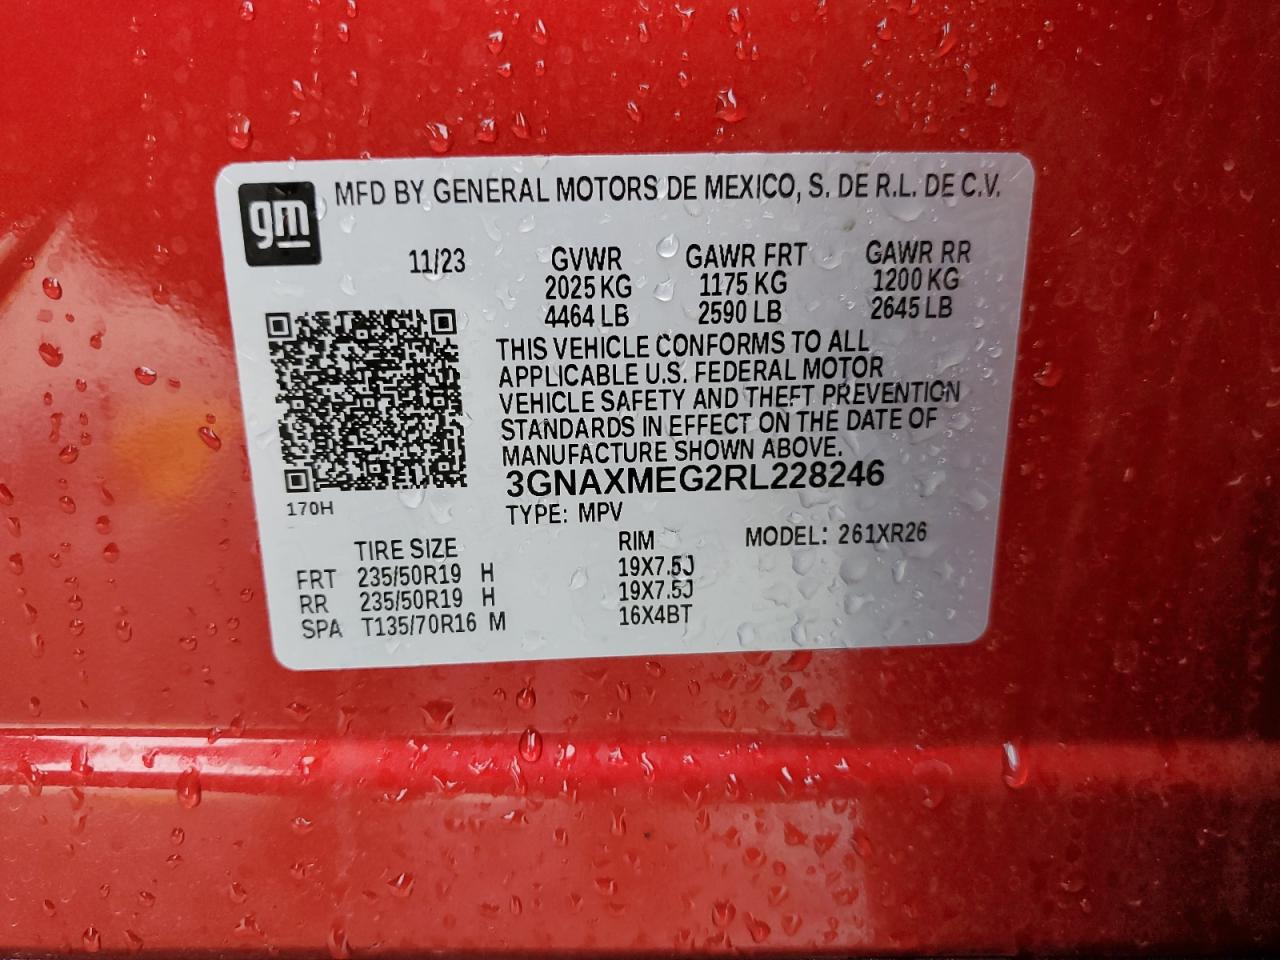 gm
MFD BY GENERAL MOTORS DE MEXICO, S. DE R.L. DE C.V.
11/23 GVWR GAWR FRT GAWR RR
2025 KG 1175 KG 1200 KG
4464 LB 2590 LB 2645 LB
THIS VEHICLE CONFORMS TO ALL
APPLICABLE U.S. FEDERAL MOTOR
VEHICLE SAFETY AND THEFT PREVENTION
STANDARDS IN EFFECT ON THE DATE OF
MANUFACTURE SHOWN ABOVE.
3GNAXMEG2RL228246
170H
TYPE: MPV
MODEL: 261XR26
TIRE SIZE RIM
FRT 235/50R19 H 19X7.5J
RR 235/50R19 H 19X7.5J
SPA T135/70R16 M 16X4BT